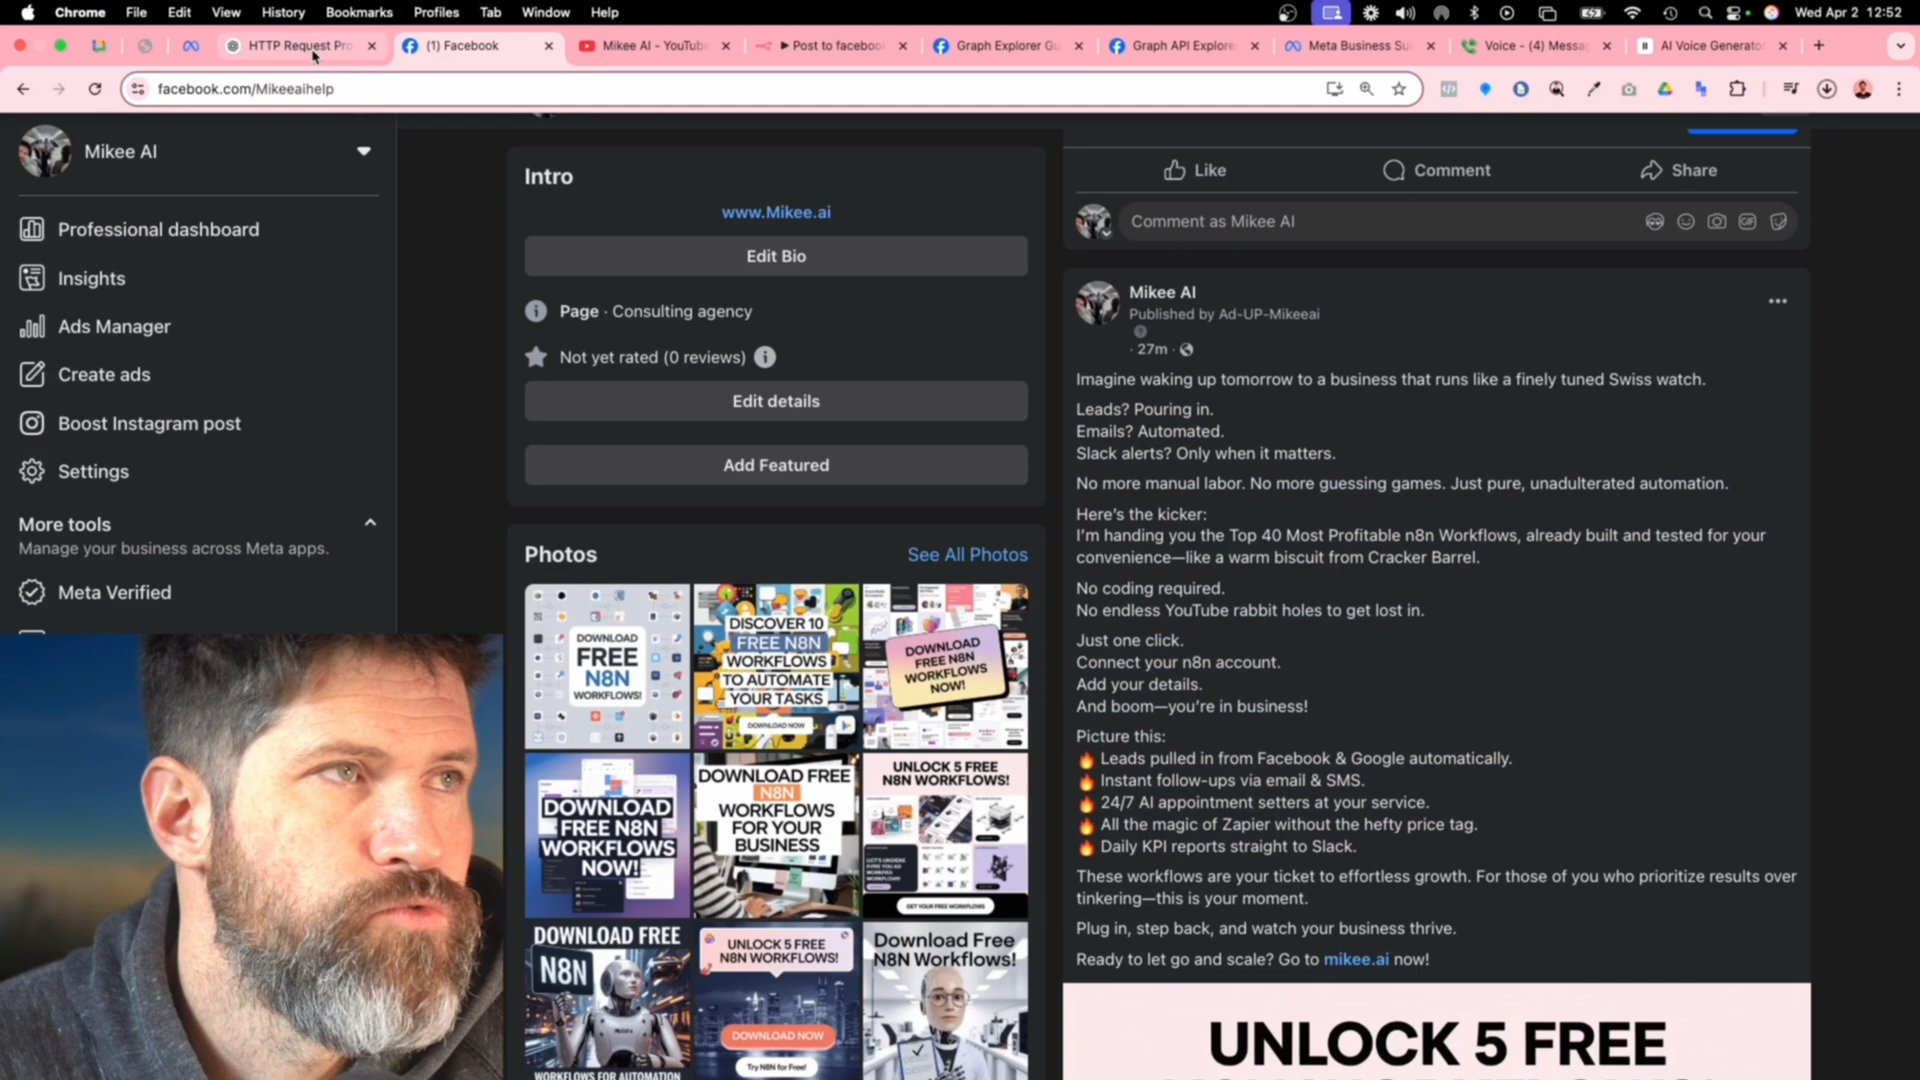 Chrome File Edit View History Bookmarks Profiles Tab Window Help Wed Apr 2 12:52
HTTP Request Pro (1) Facebook Mikee AI - YouTube Post to facebook Graph Explorer Gu Graph API Explore Meta Business Su Voice - (4) Messa AI Voice Generato
facebook.com/Mikeeaihelp
Mikee AI
Professional dashboard
Insights
Ads Manager
Create ads
Boost Instagram post
Settings
More tools
Manage your business across Meta apps.
Meta Verified
Intro
www.Mikee.ai
Edit Bio
Page · Consulting agency
Not yet rated (0 reviews)
Edit details
Add Featured
Photos
See All Photos
DOWNLOAD
FREE
N8N
WORKFLOWS!
DISCOVER 10
FREE N8N
WORKFLOWS
TO AUTOMATE
YOUR TASKS
DOWNLOAD NOW
DOWNLOAD
FREE N8N
WORKFLOWS
NOW!
DOWNLOAD
FREE N8N
WORKFLOWS
NOW!
DOWNLOAD FREE
N8N
WORKFLOWS
FOR YOUR
BUSINESS
UNLOCK 5 FREE
N8N WORKFLOWS!
GET YOUR FREE WORKFLOWS
DOWNLOAD FREE
N8N
WORKFLOWS FOR AUTOMATION
UNLOCK 5 FREE
N8N WORKFLOWS!
DOWNLOAD NOW
Try N8N for Free!
Download Free
N8N Workflows!
Like Comment Share
Comment as Mikee AI
Mikee AI
Published by Ad-UP-Mikeeai
· 27m ·
Imagine waking up tomorrow to a business that runs like a finely tuned Swiss watch.
Leads? Pouring in.
Emails? Automated.
Slack alerts? Only when it matters.
No more manual labor. No more guessing games. Just pure, unadulterated automation.
Here's the kicker:
I'm handing you the Top 40 Most Profitable n8n Workflows, already built and tested for your
convenience—like a warm biscuit from Cracker Barrel.
No coding required.
No endless YouTube rabbit holes to get lost in.
Just one click.
Connect your n8n account.
Add your details.
And boom—you're in business!
Picture this:
🔥 Leads pulled in from Facebook & Google automatically.
🔥 Instant follow-ups via email & SMS.
🔥 24/7 AI appointment setters at your service.
🔥 All the magic of Zapier without the hefty price tag.
🔥 Daily KPI reports straight to Slack.
These workflows are your ticket to effortless growth. For those of you who prioritize results over
tinkering—this is your moment.
Plug in, step back, and watch your business thrive.
Ready to let go and scale? Go to mikee.ai now!
UNLOCK 5 FREE